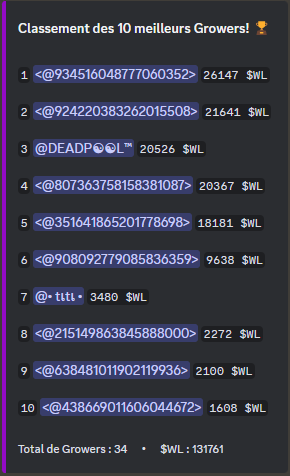 Classement des 10 meilleurs Growers! 🏆
1 <@934516048777060352> 26147 $WL
2 <@924220383262015508> 21641 $WL
3 @DEADP☯☯L™ 20526 $WL
4 <@807363758158381087> 20367 $WL
5 <@351641865201778698> 18181 $WL
6 <@908092779085836359> 9638 $WL
7 @• tιtι • 3480 $WL
8 <@215149863845888000> 2272 $WL
9 <@638481011902119936> 2100 $WL
10 <@438669011606044672> 1608 $WL
Total de Growers : 34 • $WL : 131761